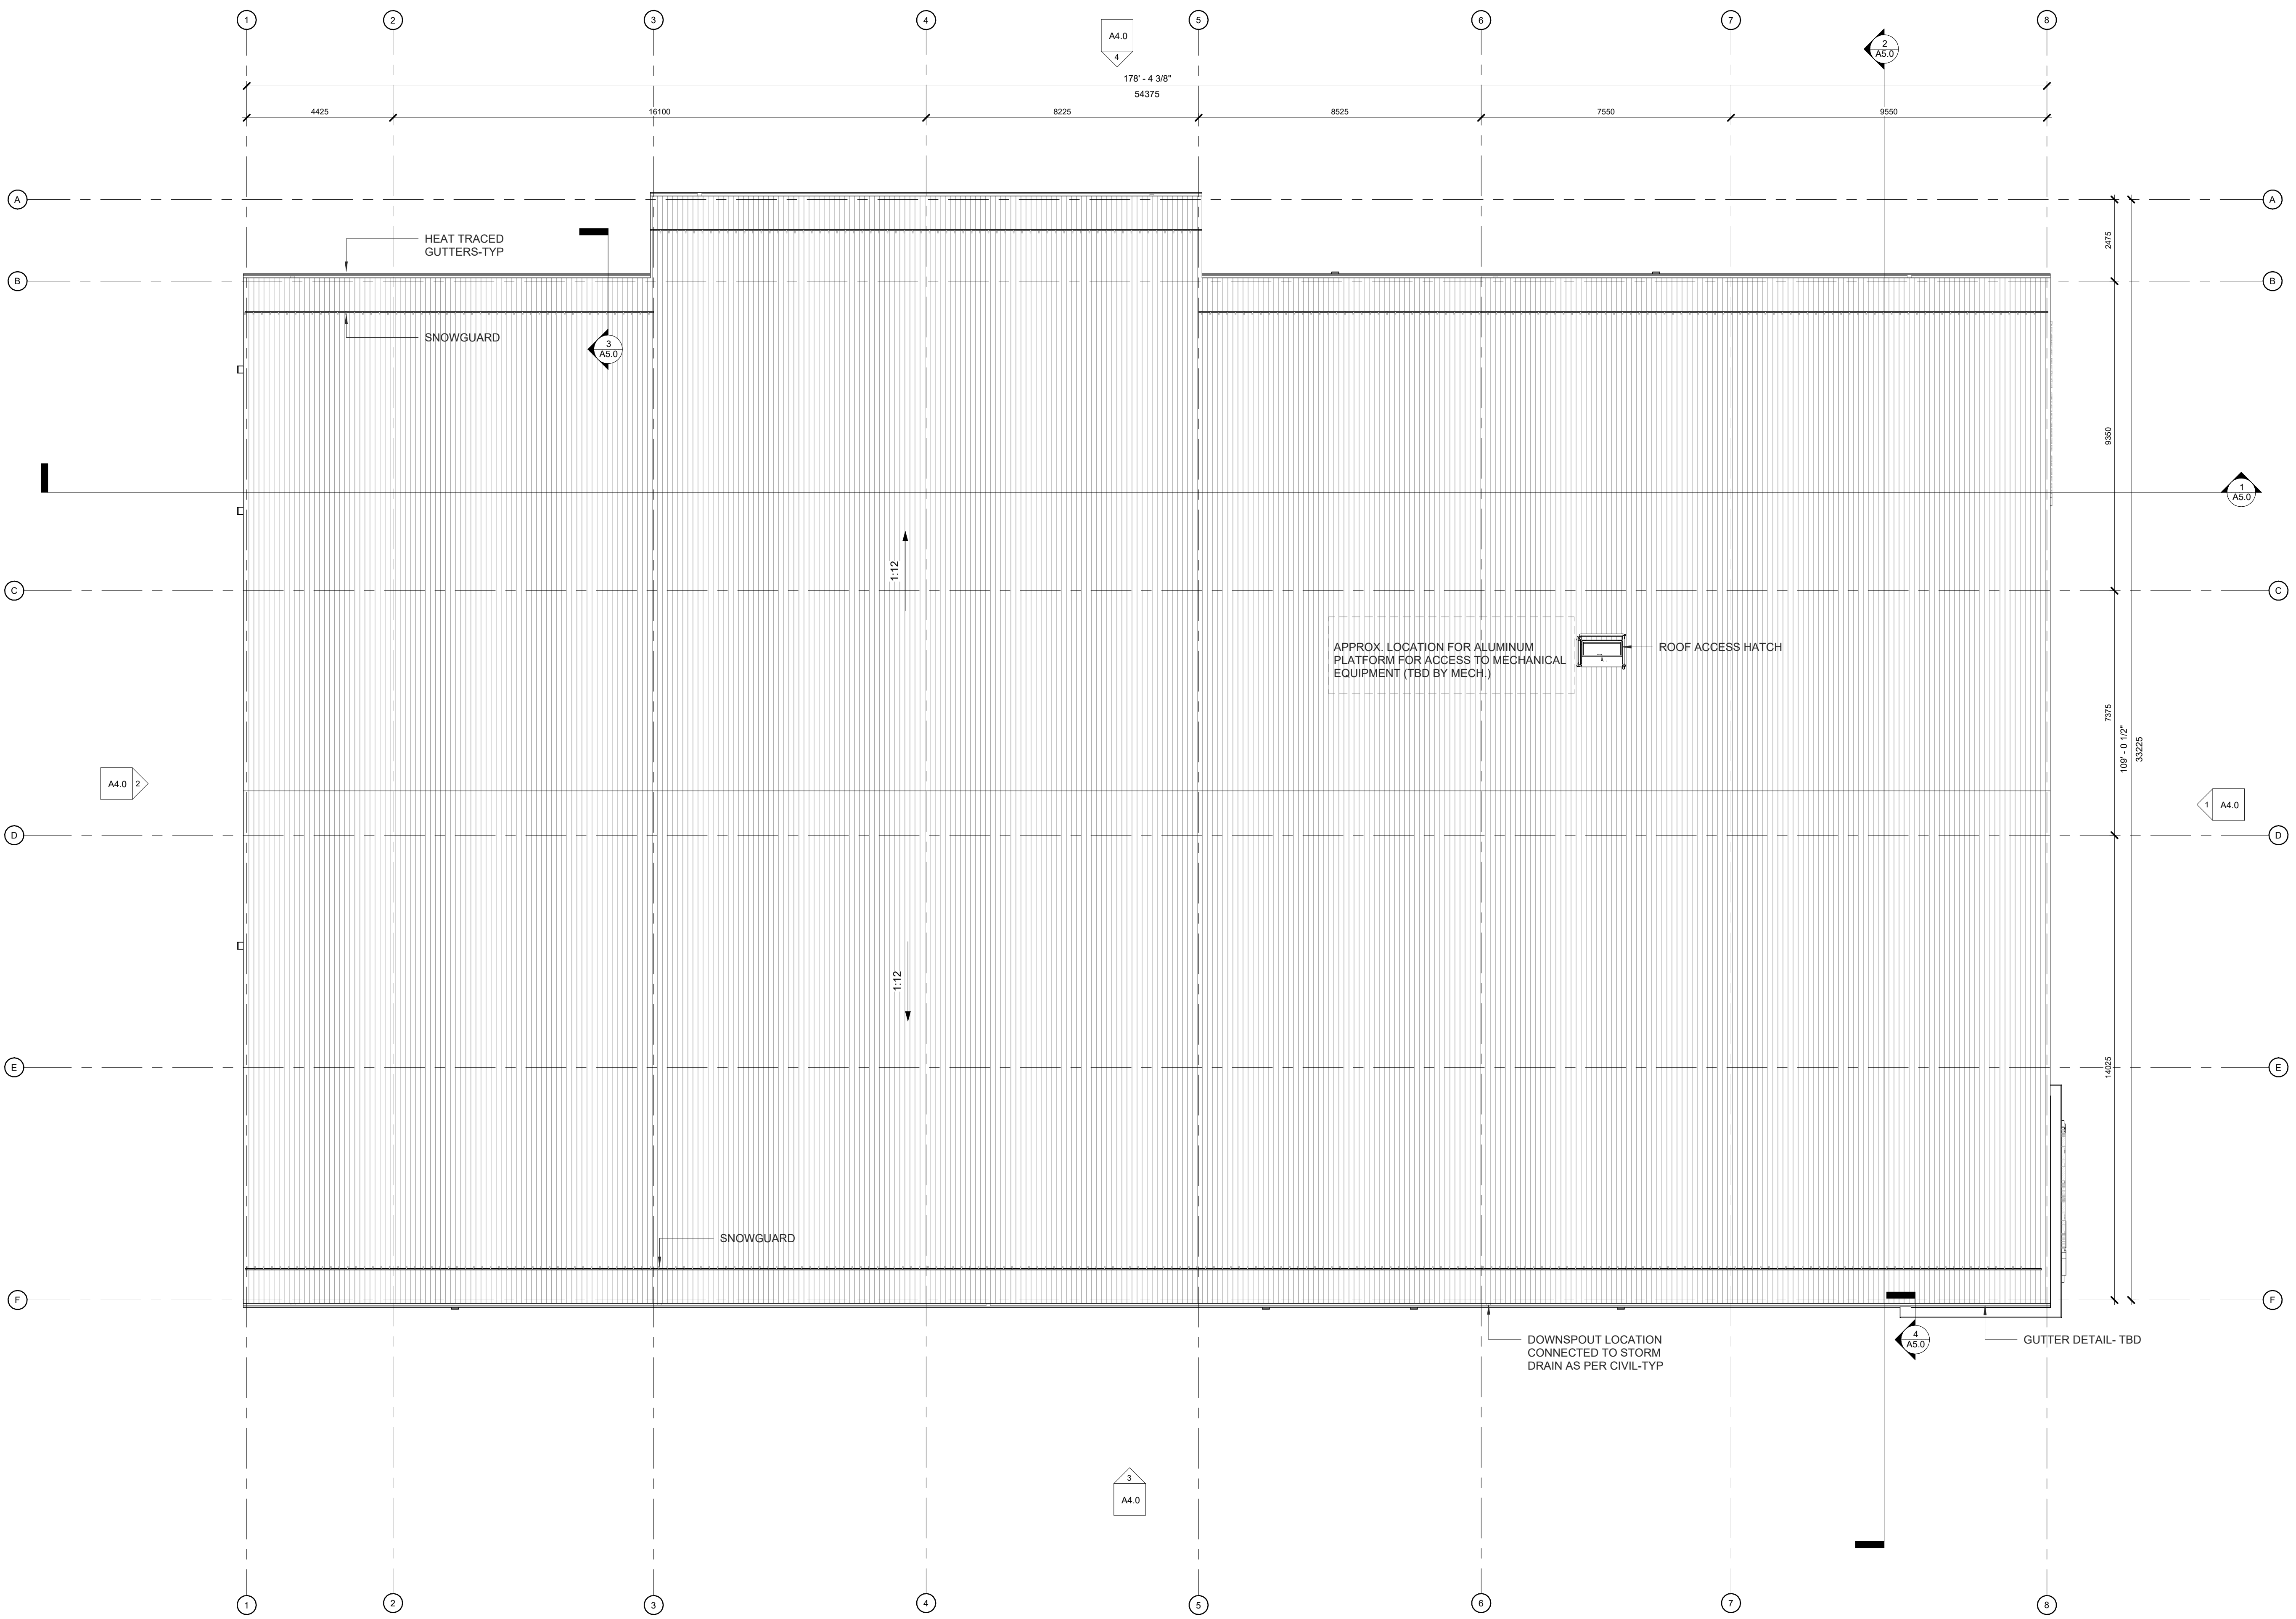 1
2
3
4
5
6
7
8
A4.0
4
2
A5.0
178' - 4 3/8"
54375
4425
16100
8225
8525
7550
9550
A
A
2475
HEAT TRACED
GUTTERS-TYP
B
B
SNOWGUARD
3
A5.0
9350
1
A5.0
1:12
C
C
APPROX. LOCATION FOR ALUMINUM
PLATFORM FOR ACCESS TO MECHANICAL
EQUIPMENT (TBD BY MECH.)
ROOF ACCESS HATCH
7375
109' - 0 1/2"
33225
A4.0
2
1
A4.0
D
D
1:12
E
E
14025
SNOWGUARD
F
F
DOWNSPOUT LOCATION
CONNECTED TO STORM
DRAIN AS PER CIVIL-TYP
4
A5.0
GUTTER DETAIL- TBD
3
A4.0
1
2
3
4
5
6
7
8